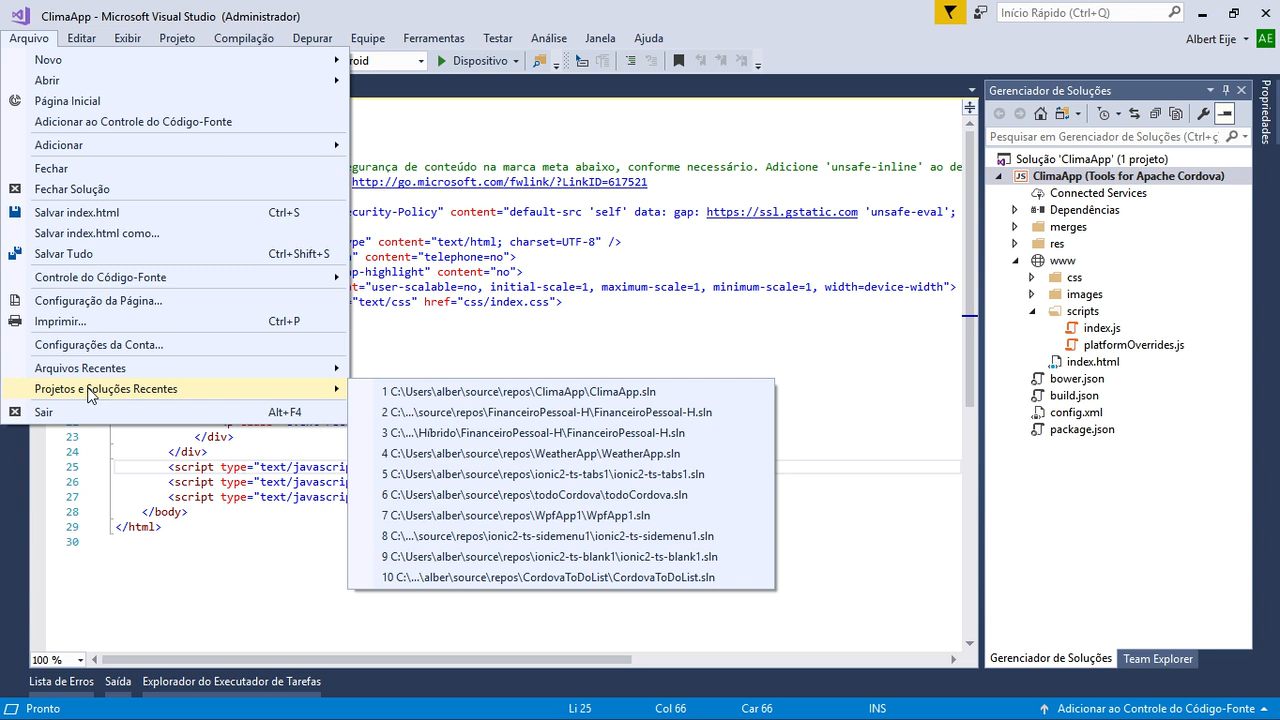 ClimaApp - Microsoft Visual Studio (Administrador)
Início Rápido (Ctrl+Q)
Arquivo Editar Exibir Projeto Compilação Depurar Equipe Ferramentas Testar Análise Janela Ajuda
Albert Eije AE
roid Dispositivo
Novo
Abrir
Página Inicial
Adicionar ao Controle do Código-Fonte
Adicionar
Fechar
Fechar Solução
Salvar index.html Ctrl+S
Salvar index.html como...
Salvar Tudo Ctrl+Shift+S
Controle do Código-Fonte
Configuração da Página...
Imprimir... Ctrl+P
Configurações da Conta...
Arquivos Recentes
Projetos e Soluções Recentes
Sair Alt+F4
1 C:\Users\alber\source\repos\ClimaApp\ClimaApp.sln
2 C:\...\source\repos\FinanceiroPessoal-H\FinanceiroPessoal-H.sln
3 C:\...\Híbrido\FinanceiroPessoal-H\FinanceiroPessoal-H.sln
4 C:\Users\alber\source\repos\WeatherApp\WeatherApp.sln
5 C:\Users\alber\source\repos\ionic2-ts-tabs1\ionic2-ts-tabs1.sln
6 C:\Users\alber\source\repos\todoCordova\todoCordova.sln
7 C:\Users\alber\source\repos\WpfApp1\WpfApp1.sln
8 C:\...\source\repos\ionic2-ts-sidemenu1\ionic2-ts-sidemenu1.sln
9 C:\Users\alber\source\repos\ionic2-ts-blank1\ionic2-ts-blank1.sln
10 C:\...\alber\source\repos\CordovaToDoList\CordovaToDoList.sln
egurança de conteúdo na marca meta abaixo, conforme necessário. Adicione 'unsafe-inline' ao de
http://go.microsoft.com/fwlink/?LinkID=617521
ecurity-Policy" content="default-src 'self' data: gap: https://ssl.gstatic.com 'unsafe-eval';
ype" content="text/html; charset=UTF-8" />
content="telephone=no">
ap-highlight" content="no">
nt="user-scalable=no, initial-scale=1, maximum-scale=1, minimum-scale=1, width=device-width">
="text/css" href="css/index.css">
23 </div>
24 </div>
25 <script type="text/javascrip
26 <script type="text/javascrip
27 <script type="text/javascrip
28 </body>
29 </html>
30
100 %
Gerenciador de Soluções
Pesquisar em Gerenciador de Soluções (Ctrl+ç
Solução 'ClimaApp' (1 projeto)
JS ClimaApp (Tools for Apache Cordova)
Connected Services
Dependências
merges
res
www
css
images
scripts
index.js
platformOverrides.js
index.html
bower.json
build.json
config.xml
package.json
Gerenciador de Soluções Team Explorer
Propriedades
Lista de Erros Saída Explorador do Executador de Tarefas
Pronto Li 25 Col 66 Car 66 INS Adicionar ao Controle do Código-Fonte